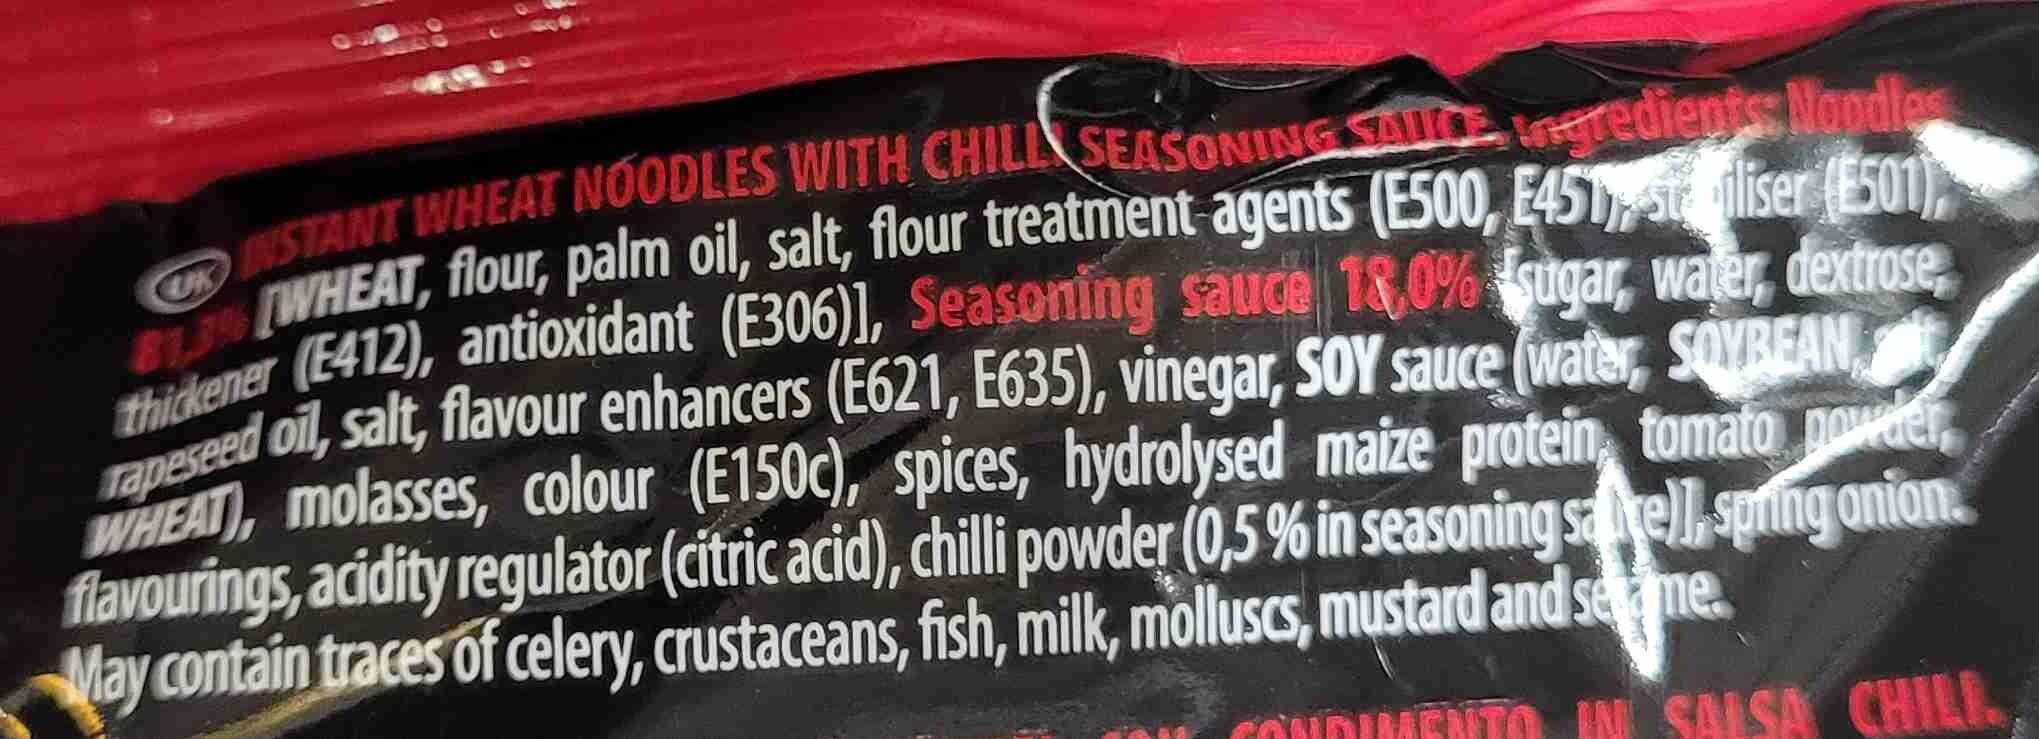 UK INSTANT WHEAT NOODLES WITH CHILLI SEASONING SAUCE. Ingredients: Noodles
81,3% [WHEAT, flour, palm oil, salt, flour treatment agents (E500, E451), stabiliser (E501),
thickener (E412), antioxidant (E306)], Seasoning sauce 18,0% [sugar, water, dextrose,
rapeseed oil, salt, flavour enhancers (E621, E635), vinegar, SOY sauce (water, SOYBEAN, salt,
WHEAT), molasses, colour (E150c), spices, hydrolysed maize protein, tomato powder,
flavourings, acidity regulator (citric acid), chilli powder (0,5 % in seasoning sauce)], spring onion.
May contain traces of celery, crustaceans, fish, milk, molluscs, mustard and sesame.
CONDIMENTO IN SALSA CHILI.